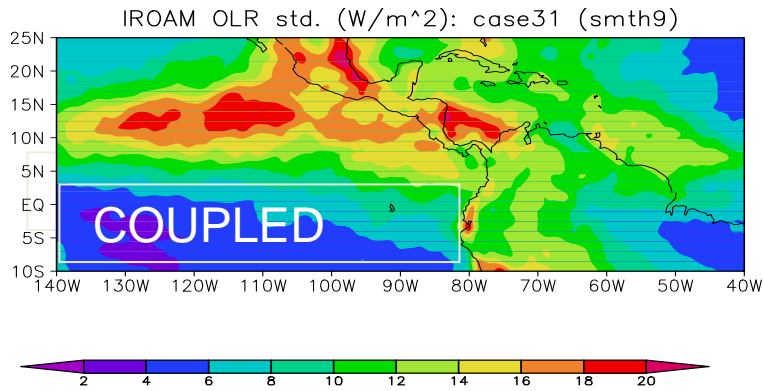 IROAM OLR std. (W/m^2): case31 (smth9)
25N
20N
15N
10N
5N
EQ
5S
10S
COUPLED
140W 130W 120W 110W 100W 90W 80W 70W 60W 50W 40W
2 4 6 8 10 12 14 16 18 20